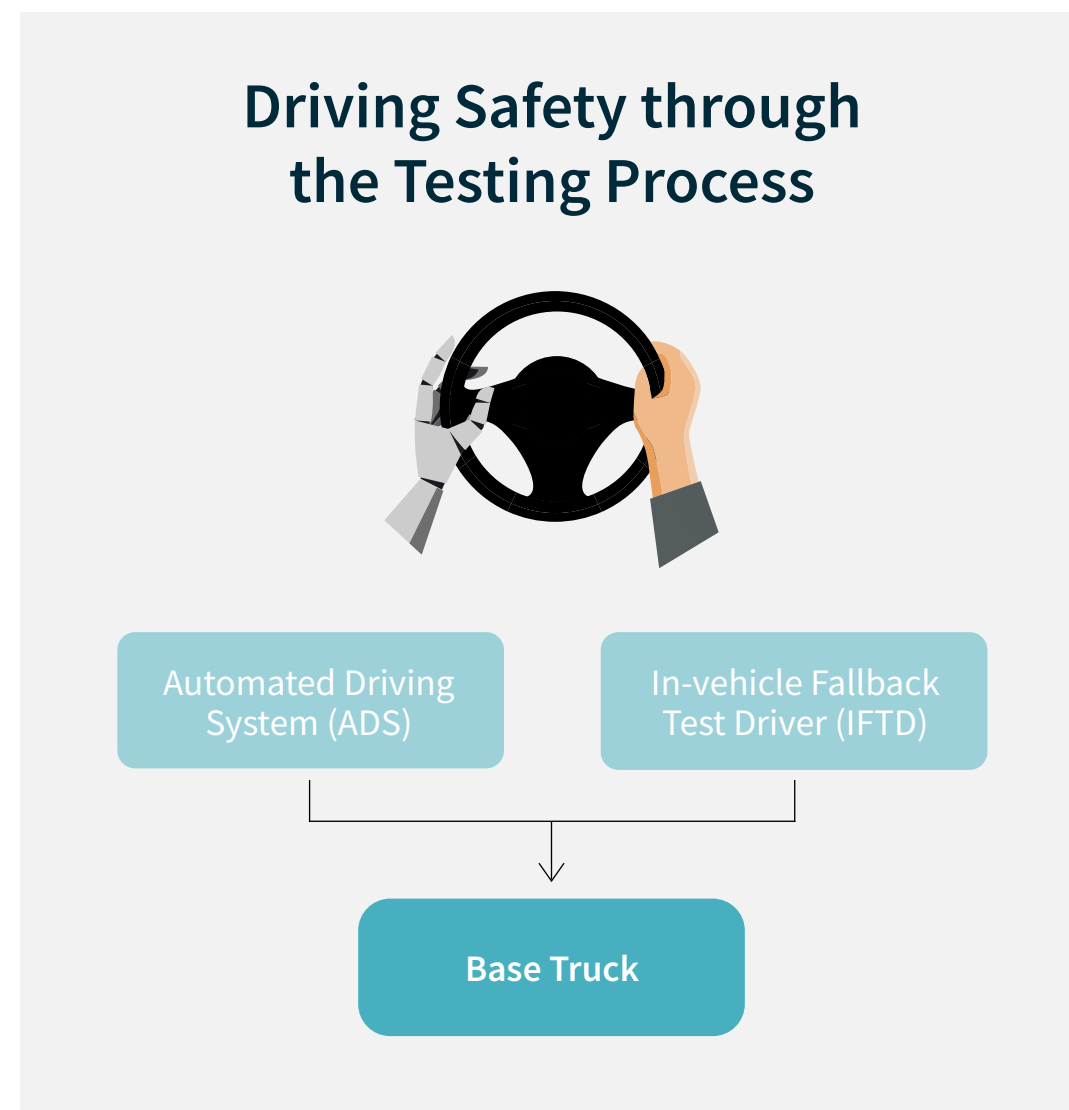 Driving Safety through
the Testing Process
Automated Driving
System (ADS)
In-vehicle Fallback
Test Driver (IFTD)
Base Truck